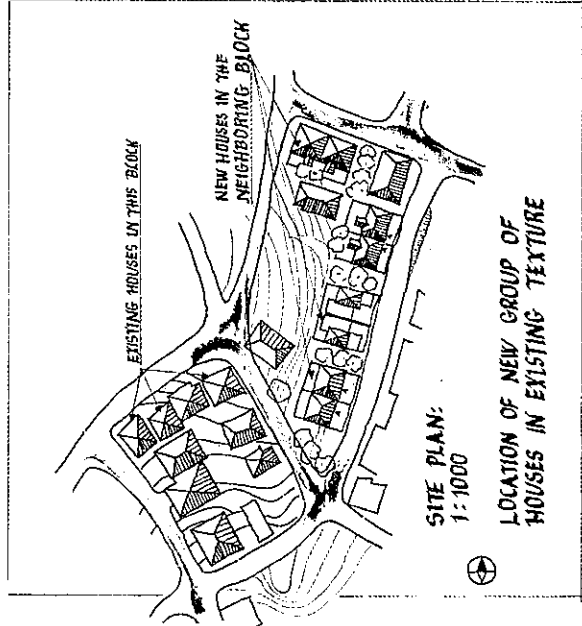 EXISTING HOUSES IN THIS BLOCK
NEW HOUSES IN THE
NEIGHBORING BLOCK
SITE PLAN:
1:1000
LOCATION OF NEW GROUP OF
HOUSES IN EXISTING TEXTURE